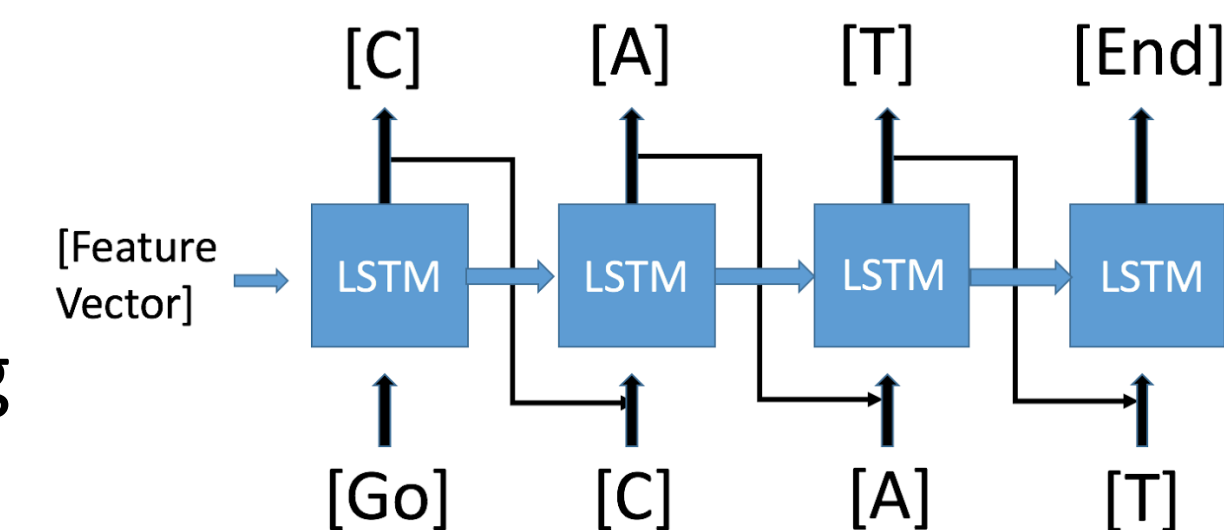 [C] [A] [T] [End]
[Feature
Vector]
LSTM LSTM LSTM LSTM
g
[Go] [C] [A] [T]